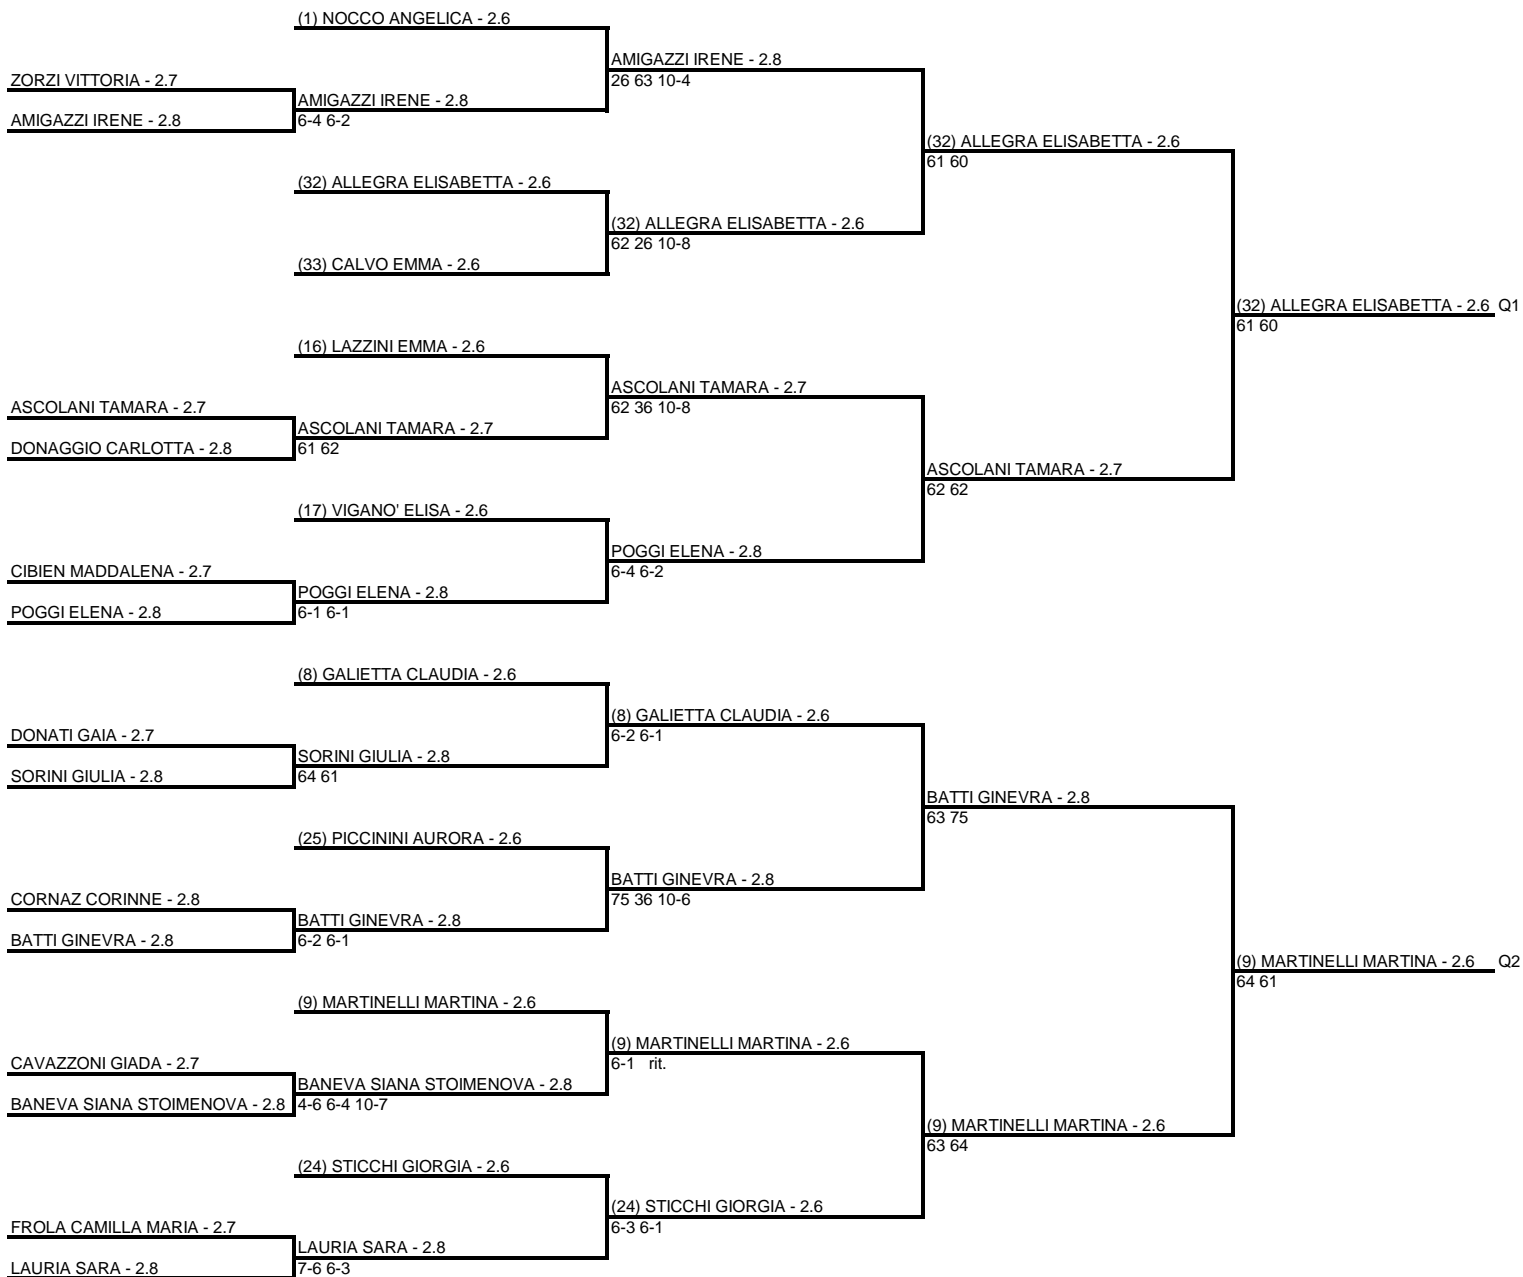 (1) NOCCO ANGELICA - 2.6
AMIGAZZI IRENE - 2.8
26 63 10-4
ZORZI VITTORIA - 2.7
AMIGAZZI IRENE - 2.8
6-4 6-2
AMIGAZZI IRENE - 2.8
(32) ALLEGRA ELISABETTA - 2.6
61 60
(32) ALLEGRA ELISABETTA - 2.6
(32) ALLEGRA ELISABETTA - 2.6
62 26 10-8
(33) CALVO EMMA - 2.6
(32) ALLEGRA ELISABETTA - 2.6 Q1
61 60
(16) LAZZINI EMMA - 2.6
ASCOLANI TAMARA - 2.7
62 36 10-8
ASCOLANI TAMARA - 2.7
ASCOLANI TAMARA - 2.7
61 62
DONAGGIO CARLOTTA - 2.8
ASCOLANI TAMARA - 2.7
62 62
(17) VIGANO' ELISA - 2.6
POGGI ELENA - 2.8
6-4 6-2
CIBIEN MADDALENA - 2.7
POGGI ELENA - 2.8
6-1 6-1
POGGI ELENA - 2.8
(8) GALIETTA CLAUDIA - 2.6
(8) GALIETTA CLAUDIA - 2.6
6-2 6-1
DONATI GAIA - 2.7
SORINI GIULIA - 2.8
64 61
SORINI GIULIA - 2.8
BATTI GINEVRA - 2.8
63 75
(25) PICCININI AURORA - 2.6
BATTI GINEVRA - 2.8
75 36 10-6
CORNAZ CORINNE - 2.8
BATTI GINEVRA - 2.8
6-2 6-1
BATTI GINEVRA - 2.8
(9) MARTINELLI MARTINA - 2.6 Q2
64 61
(9) MARTINELLI MARTINA - 2.6
(9) MARTINELLI MARTINA - 2.6
6-1 rit.
CAVAZZONI GIADA - 2.7
BANEVA SIANA STOIMENOVA - 2.8
4-6 6-4 10-7
BANEVA SIANA STOIMENOVA - 2.8
(9) MARTINELLI MARTINA - 2.6
63 64
(24) STICCHI GIORGIA - 2.6
(24) STICCHI GIORGIA - 2.6
6-3 6-1
FROLA CAMILLA MARIA - 2.7
LAURIA SARA - 2.8
7-6 6-3
LAURIA SARA - 2.8